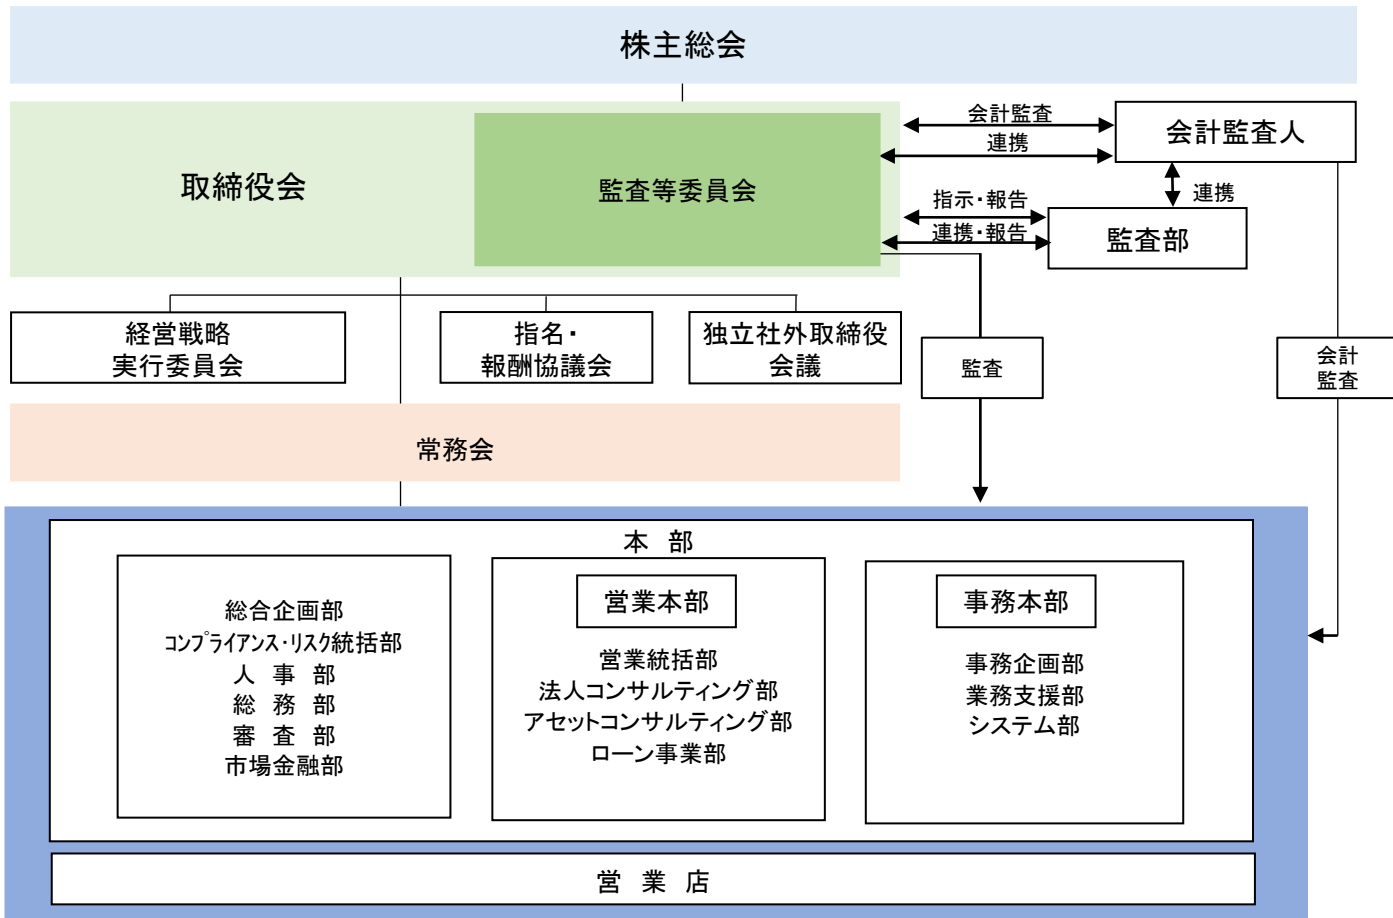 株主総会
取締役会
監査等委員会
会計監査
連携
会計監査人
連携
指示・報告
連携・報告
監査部
経営戦略
実行委員会
指名・
報酬協議会
独立社外取締役
会議
監査
会計
監査
常務会
本 部
総合企画部
コンプライアンス・リスク統括部
人 事 部
総 務 部
審 査 部
市場金融部
営業本部
営業統括部
法人コンサルティング部
アセットコンサルティング部
ローン事業部
事務本部
事務企画部
業務支援部
システム部
営 業 店